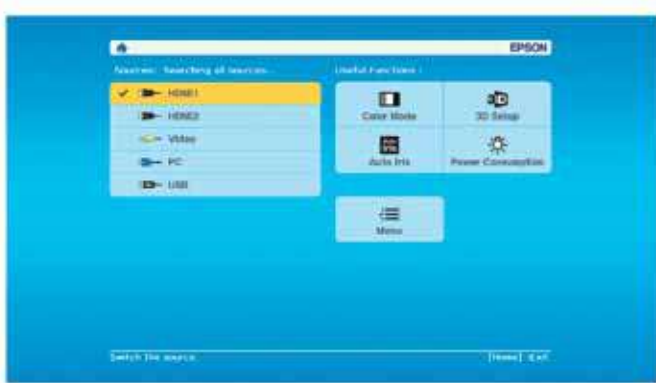 EPSON
Sources: Searching all sources
Useful Functions :
HDMI1
HDMI2
Video
PC
USB
Color Mode
3D Setup
Auto Iris
Power Consumption
Menu
Switch the source.
[Home] Exit